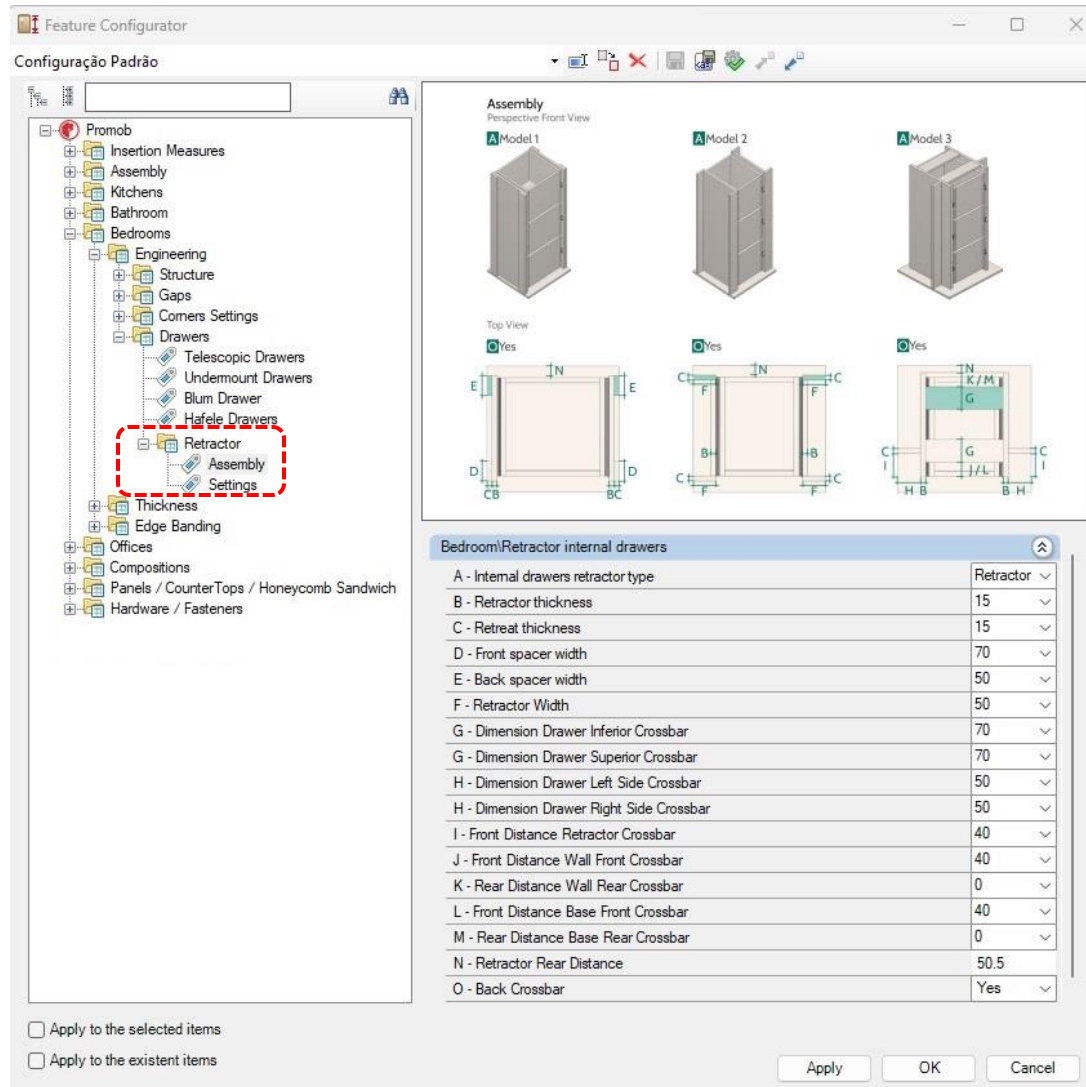 Feature Configurator
Configuração Padrão
Promob
Insertion Measures
Assembly
Kitchens
Bathroom
Bedrooms
Engineering
Structure
Gaps
Corners Settings
Drawers
Telescopic Drawers
Undermount Drawers
Blum Drawer
Hafele Drawers
Retractor
Assembly
Settings
Thickness
Edge Banding
Offices
Compositions
Panels / CounterTops / Honeycomb Sandwich
Hardware / Fasteners
Assembly
Perspective Front View
A Model 1 A Model 2 A Model 3
Top View
O Yes O Yes O Yes
E N E D D CB BC
C N C F F B B C C F F
N K / M G C G C I J / L I H B B H
Bedroom\Retractor internal drawers
A - Internal drawers retractor type Retractor
B - Retractor thickness 15
C - Retreat thickness 15
D - Front spacer width 70
E - Back spacer width 50
F - Retractor Width 50
G - Dimension Drawer Inferior Crossbar 70
G - Dimension Drawer Superior Crossbar 70
H - Dimension Drawer Left Side Crossbar 50
H - Dimension Drawer Right Side Crossbar 50
I - Front Distance Retractor Crossbar 40
J - Front Distance Wall Front Crossbar 40
K - Rear Distance Wall Rear Crossbar 0
L - Front Distance Base Front Crossbar 40
M - Rear Distance Base Rear Crossbar 0
N - Retractor Rear Distance 50.5
O - Back Crossbar Yes
Apply to the selected items
Apply to the existent items
Apply OK Cancel